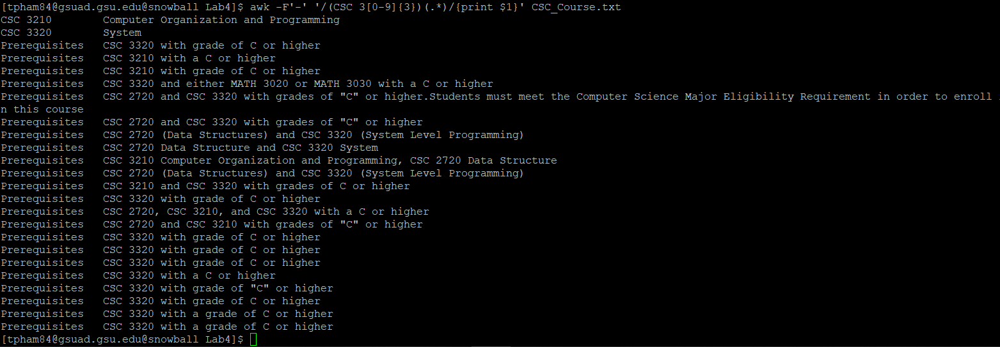 [tpham84@gsuad.gsu.edu@snowball Lab4]$ awk -F'-' '/(CSC 3[0-9]{3})(.*)/{print $1}' CSC_Course.txt
CSC 3210        Computer Organization and Programming
CSC 3320        System
Prerequisites   CSC 3320 with grade of C or higher
Prerequisites   CSC 3210 with a C or higher
Prerequisites   CSC 3210 with grade of C or higher
Prerequisites   CSC 3320 and either MATH 3020 or MATH 3030 with a C or higher
Prerequisites   CSC 2720 and CSC 3320 with grades of "C" or higher.Students must meet the Computer Science Major Eligibility Requirement in order to enroll i
n this course
Prerequisites   CSC 2720 and CSC 3320 with grades of "C" or higher
Prerequisites   CSC 2720 (Data Structures) and CSC 3320 (System Level Programming)
Prerequisites   CSC 2720 Data Structure and CSC 3320 System
Prerequisites   CSC 3210 Computer Organization and Programming, CSC 2720 Data Structure
Prerequisites   CSC 2720 (Data Structures) and CSC 3320 (System Level Programming)
Prerequisites   CSC 3210 and CSC 3320 with grades of C or higher
Prerequisites   CSC 3320 with grade of C or higher
Prerequisites   CSC 2720, CSC 3210, and CSC 3320 with a C or higher
Prerequisites   CSC 2720 and CSC 3210 with grades of "C" or higher
Prerequisites   CSC 3320 with grade of C or higher
Prerequisites   CSC 3320 with grade of C or higher
Prerequisites   CSC 3320 with grade of C or higher
Prerequisites   CSC 3320 with a C or higher
Prerequisites   CSC 3320 with grade of "C" or higher
Prerequisites   CSC 3320 with grade of C or higher
Prerequisites   CSC 3320 with a grade of C or higher
Prerequisites   CSC 3320 with a grade of C or higher
[tpham84@gsuad.gsu.edu@snowball Lab4]$